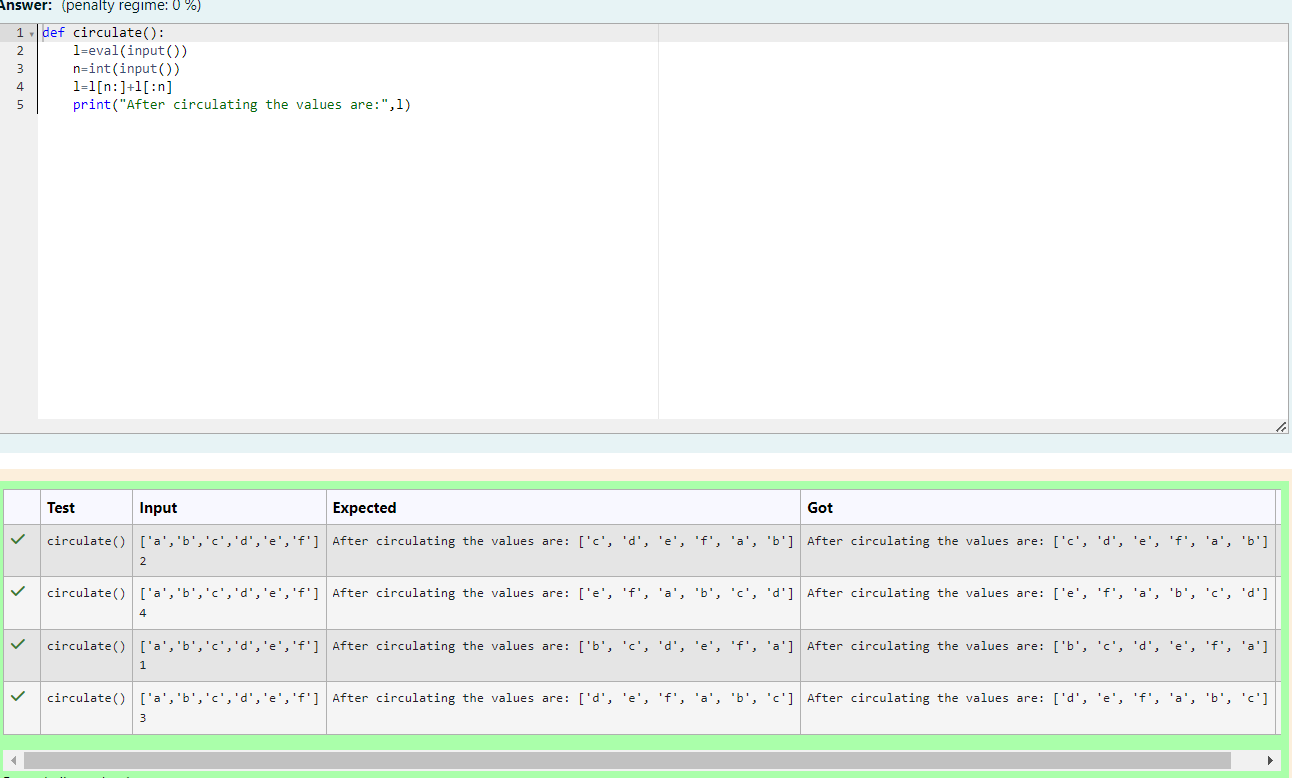 Answer: (penalty regime: 0 %)
1 def circulate():
2 l=eval(input())
3 n=int(input())
4 l=l[n:]+l[:n]
5 print("After circulating the values are:",l)
Test Input Expected Got
circulate() ['a','b','c','d','e','f'] After circulating the values are: ['c', 'd', 'e', 'f', 'a', 'b'] After circulating the values are: ['c', 'd', 'e', 'f', 'a', 'b']
2
circulate() ['a','b','c','d','e','f'] After circulating the values are: ['e', 'f', 'a', 'b', 'c', 'd'] After circulating the values are: ['e', 'f', 'a', 'b', 'c', 'd']
4
circulate() ['a','b','c','d','e','f'] After circulating the values are: ['b', 'c', 'd', 'e', 'f', 'a'] After circulating the values are: ['b', 'c', 'd', 'e', 'f', 'a']
1
circulate() ['a','b','c','d','e','f'] After circulating the values are: ['d', 'e', 'f', 'a', 'b', 'c'] After circulating the values are: ['d', 'e', 'f', 'a', 'b', 'c']
3